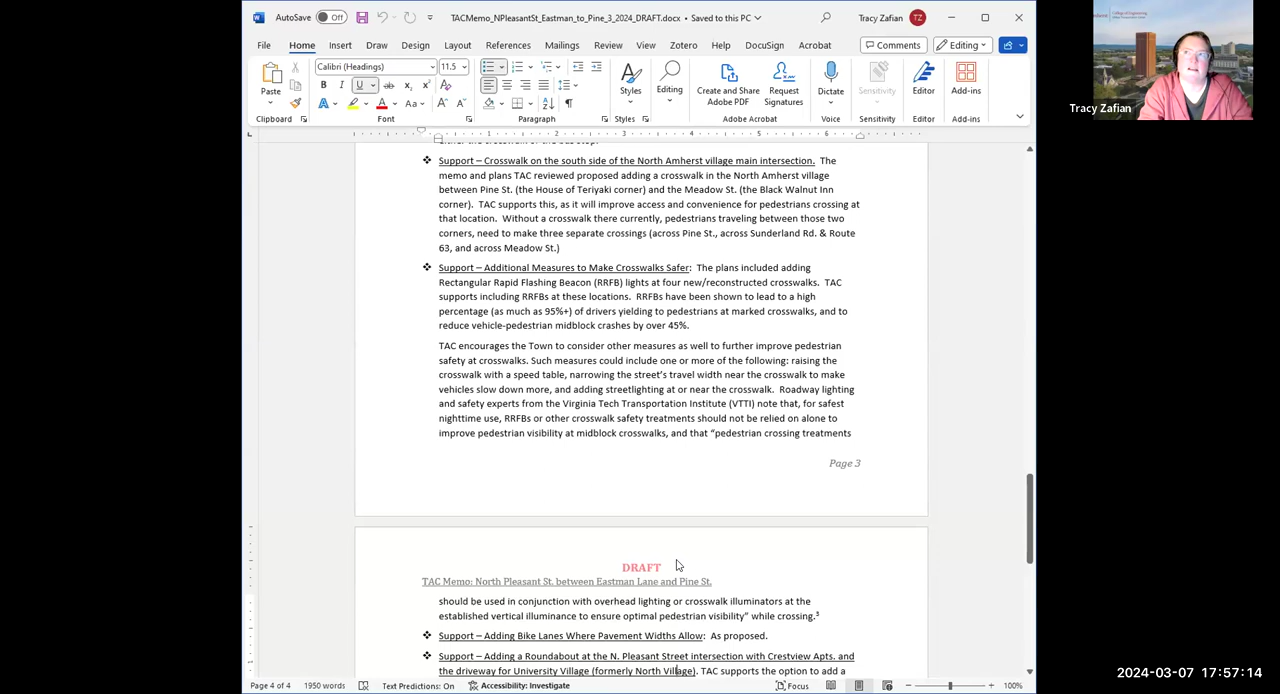 AutoSave Off TACMemo_NPleasantSt_Eastman_to_Pine_3_2024_DRAFT.docx • Saved to this PC Tracy Zafian TZ
File Home Insert Draw Design Layout References Mailings Review View Zotero Help DocuSign Acrobat Comments Editing
Paste Calibri (Headings) 11.5 Styles Editing Create and Share Adobe PDF Request Signatures Dictate Sensitivity Editor Add-ins
Clipboard Font Paragraph Styles Adobe Acrobat Voice Sensitivity Editor Add-ins
1 2 3 4 5 6
Support – Crosswalk on the south side of the North Amherst village main intersection. The
memo and plans TAC reviewed proposed adding a crosswalk in the North Amherst village
between Pine St. (the House of Teriyaki corner) and the Meadow St. (the Black Walnut Inn
corner). TAC supports this, as it will improve access and convenience for pedestrians crossing at
that location. Without a crosswalk there currently, pedestrians traveling between those two
corners, need to make three separate crossings (across Pine St., across Sunderland Rd. & Route
63, and across Meadow St.)
Support – Additional Measures to Make Crosswalks Safer: The plans included adding
Rectangular Rapid Flashing Beacon (RRFB) lights at four new/reconstructed crosswalks. TAC
supports including RRFBs at these locations. RRFBs have been shown to lead to a high
percentage (as much as 95%+) of drivers yielding to pedestrians at marked crosswalks, and to
reduce vehicle-pedestrian midblock crashes by over 45%.
TAC encourages the Town to consider other measures as well to further improve pedestrian
safety at crosswalks. Such measures could include one or more of the following: raising the
crosswalk with a speed table, narrowing the street's travel width near the crosswalk to make
vehicles slow down more, and adding streetlighting at or near the crosswalk. Roadway lighting
and safety experts from the Virginia Tech Transportation Institute (VTTI) note that, for safest
nighttime use, RRFBs or other crosswalk safety treatments should not be relied on alone to
improve pedestrian visibility at midblock crosswalks, and that "pedestrian crossing treatments
Page 3
DRAFT
TAC Memo: North Pleasant St. between Eastman Lane and Pine St.
should be used in conjunction with overhead lighting or crosswalk illuminators at the
established vertical illuminance to ensure optimal pedestrian visibility" while crossing.³
Support – Adding Bike Lanes Where Pavement Widths Allow: As proposed.
Support – Adding a Roundabout at the N. Pleasant Street intersection with Crestview Apts. and
the driveway for University Village (formerly North Village). TAC supports the option to add a
Page 4 of 4 1950 words Text Predictions: On Accessibility: Investigate Focus 100%
Tracy Zafian
2024-03-07 17:57:14